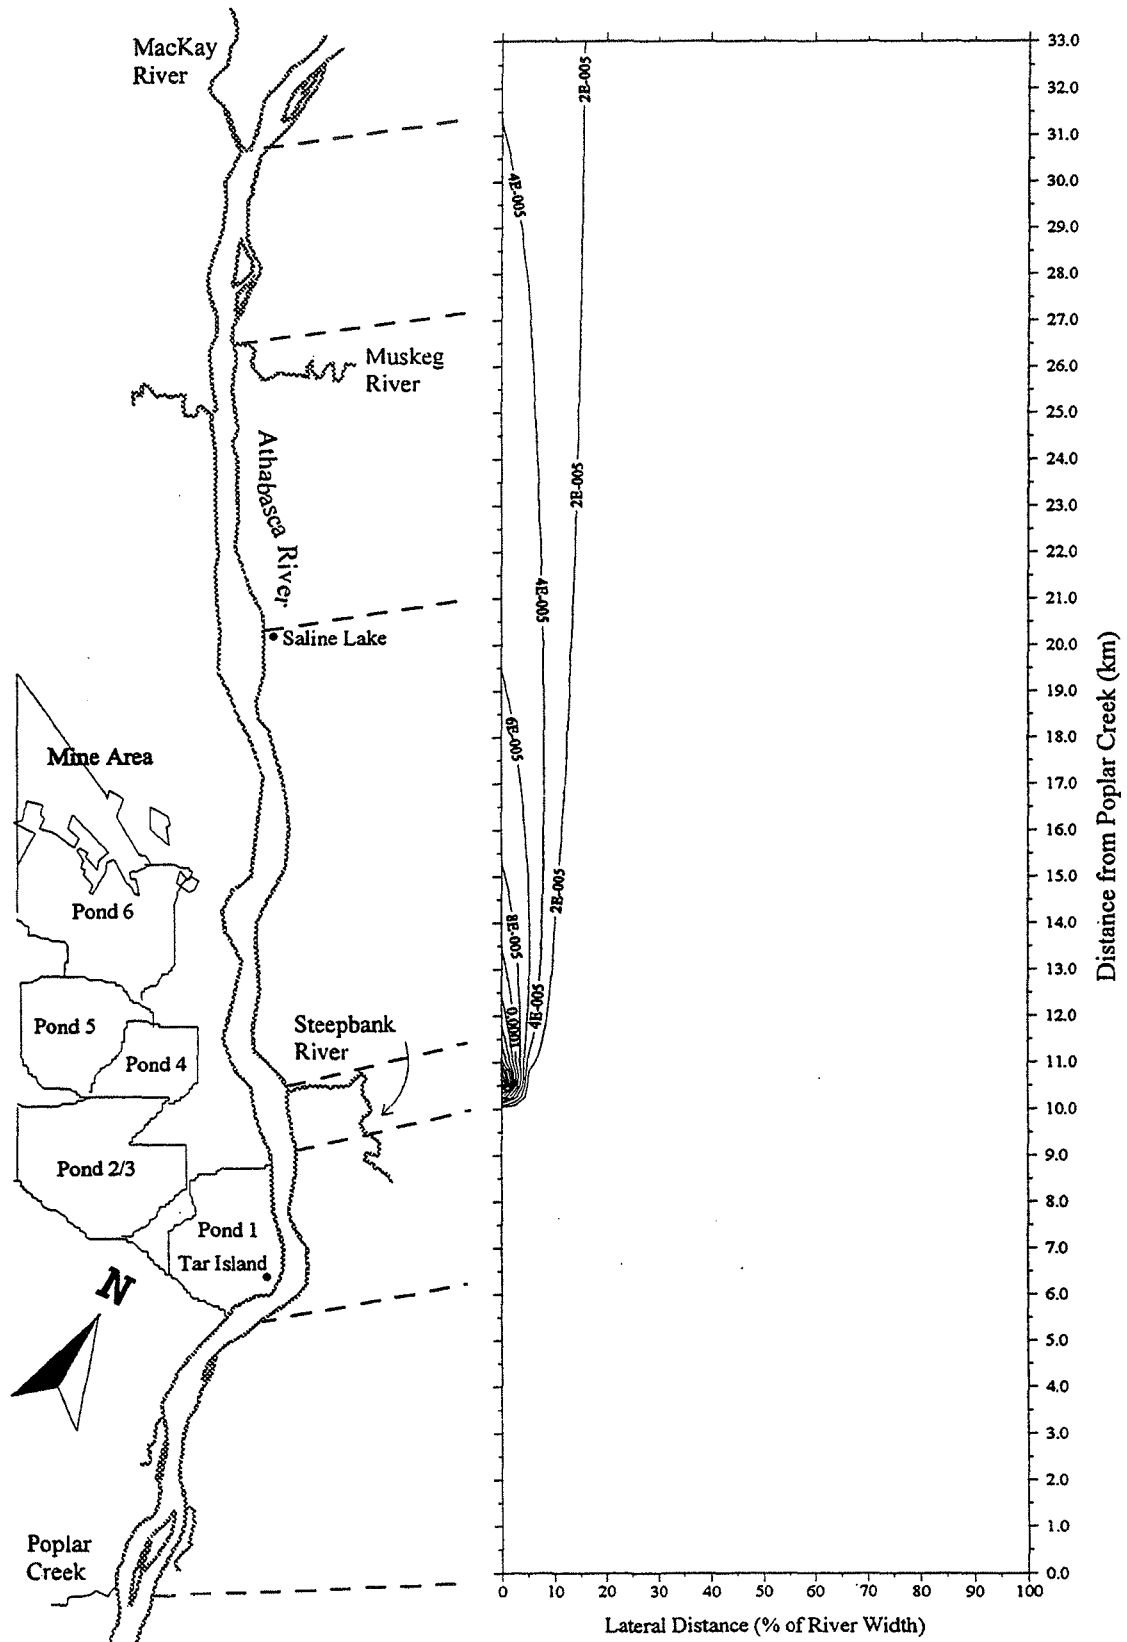 MacKay
River
Muskeg
River
Athabasca River
Saline Lake
Mine Area
Pond 6
Pond 5
Pond 4
Steepbank
River
Pond 2/3
Pond 1
Tar Island
N
Poplar
Creek
2E-005
4E-005
2E-005
4E-005
6E-005
2E-005
8E-005
4E-005
0.0001
33.0
32.0
31.0
30.0
29.0
28.0
27.0
26.0
25.0
24.0
23.0
22.0
21.0
20.0
19.0
18.0
17.0
16.0
15.0
14.0
13.0
12.0
11.0
10.0
9.0
8.0
7.0
6.0
5.0
4.0
3.0
2.0
1.0
0.0
Distance from Poplar Creek (km)
0 10 20 30 40 50 60 70 80 90 100
Lateral Distance (% of River Width)